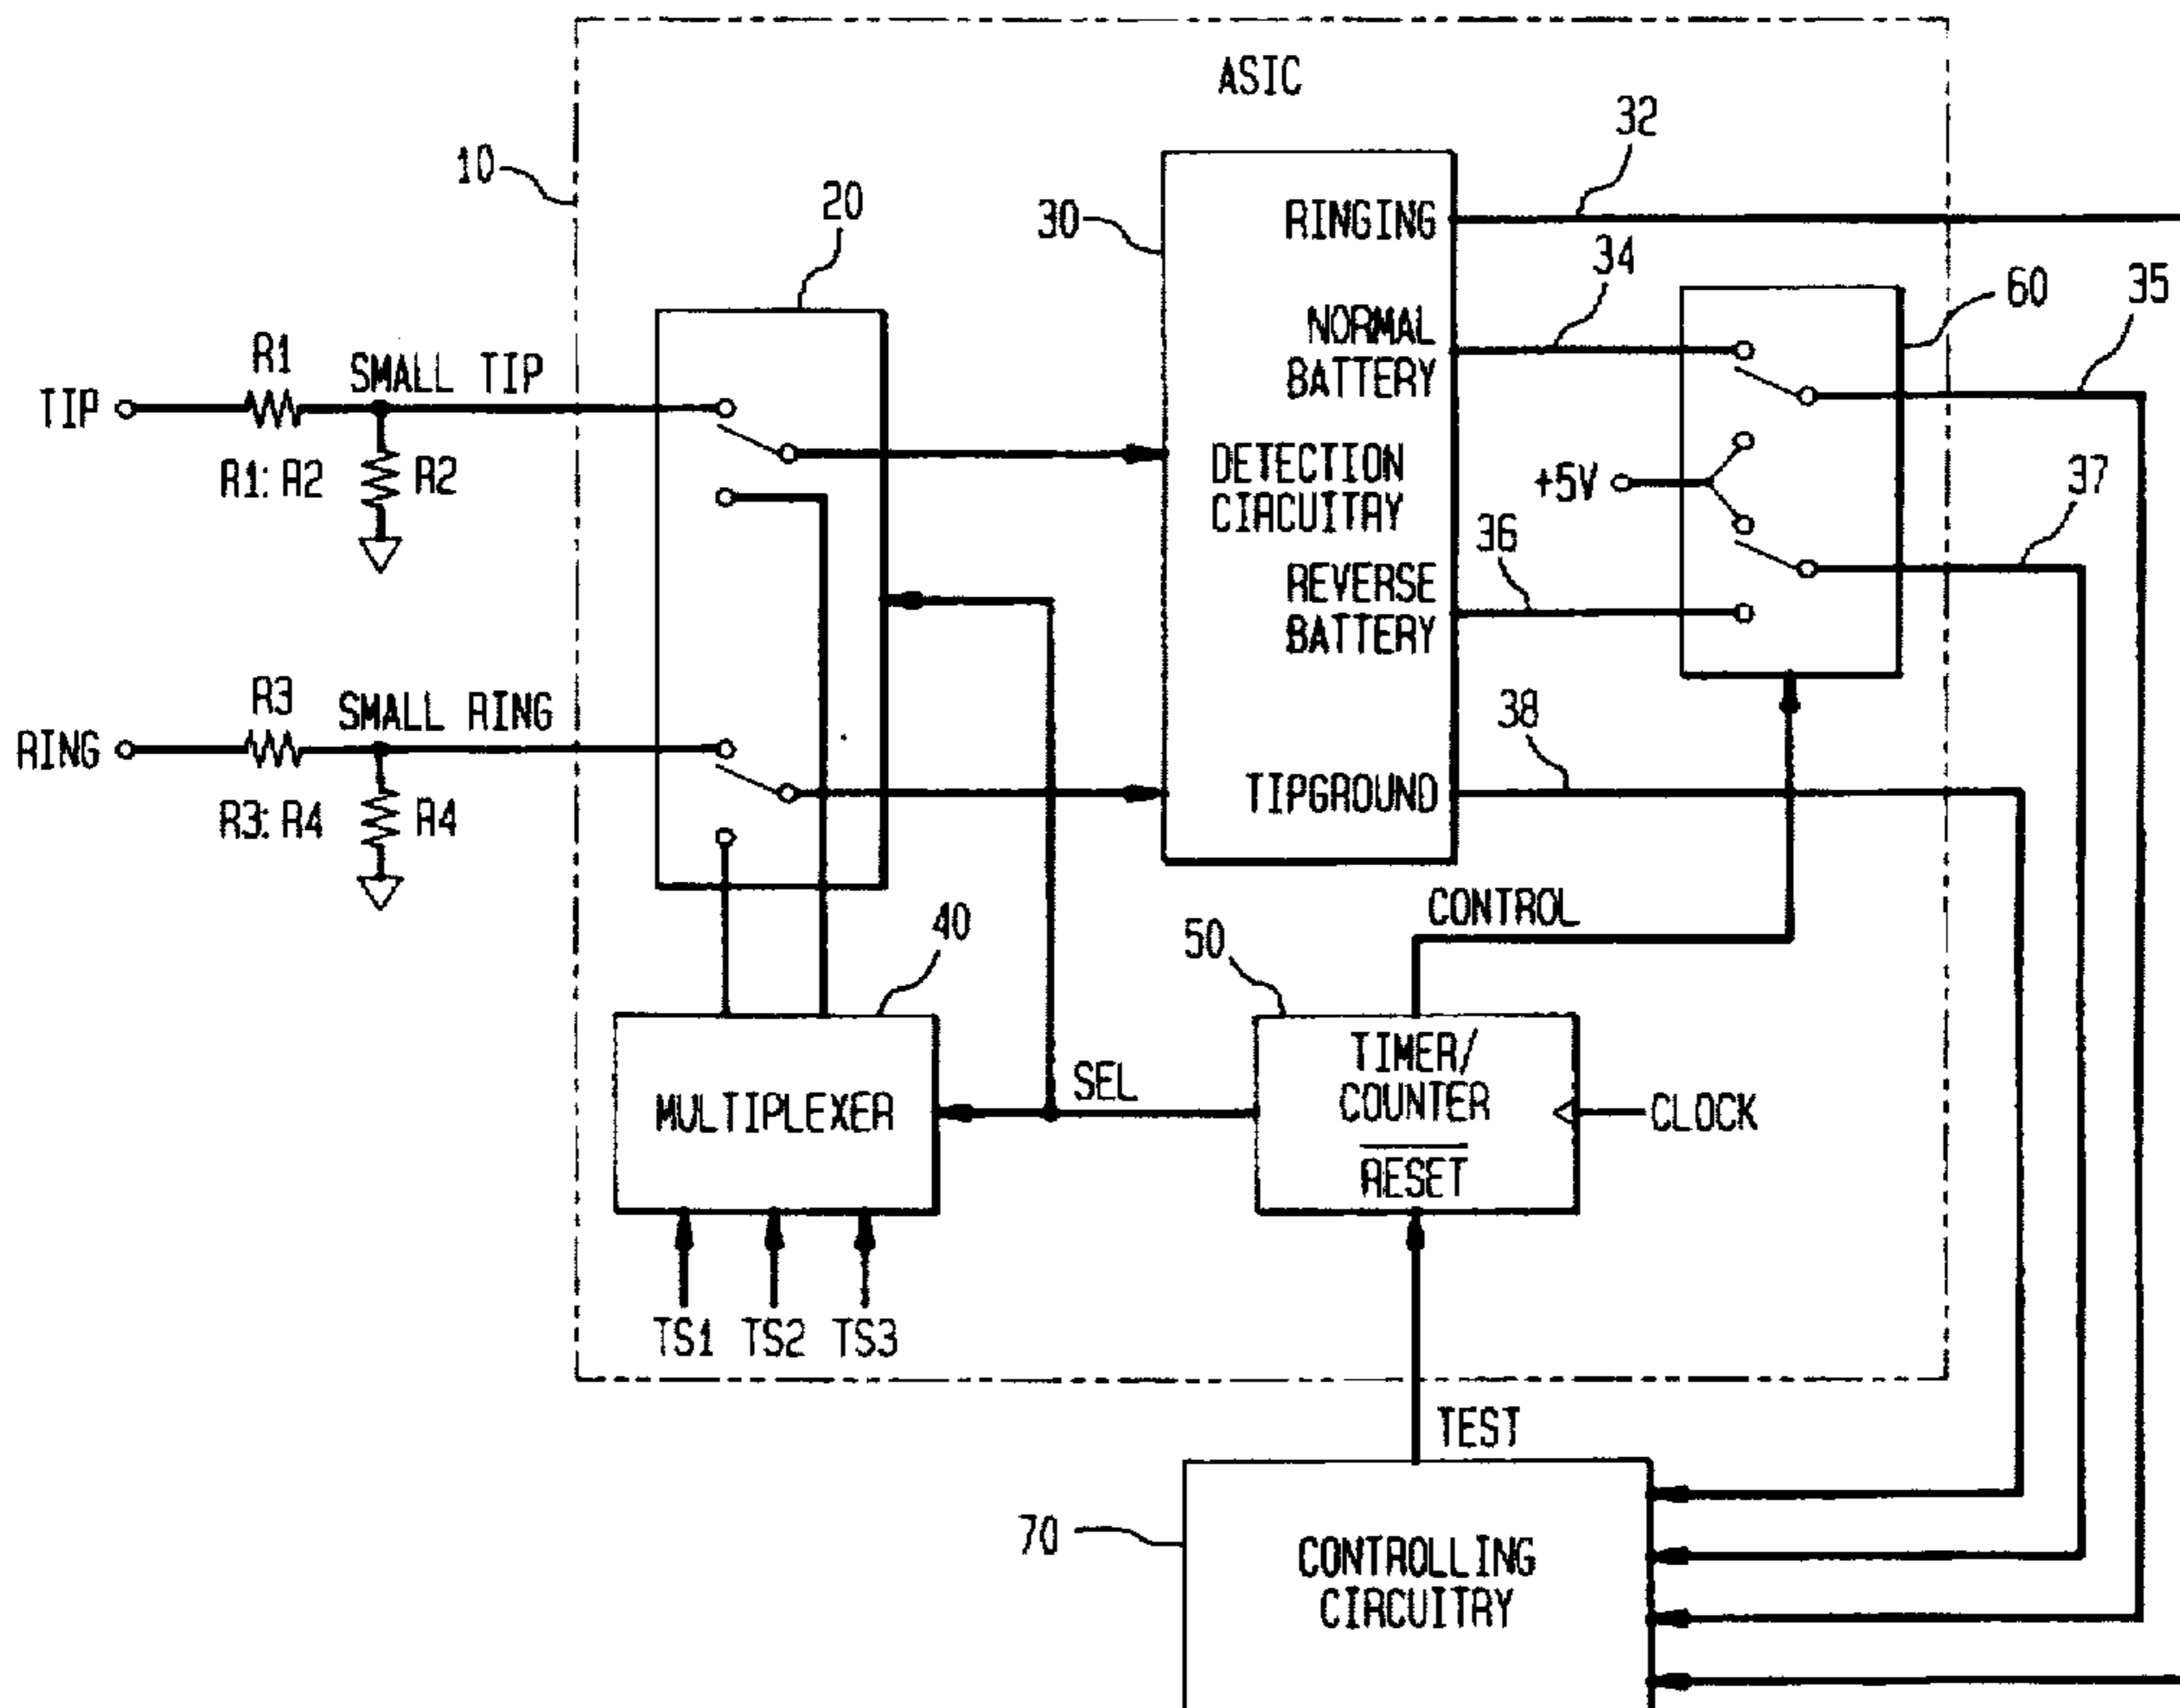 ASIC
10
20
30
32
RINGING
34
NORMAL
BATTERY
60
35
R1
SMALL TIP
TIP
R1: R2
R2
DETECTION
CIRCUITRY
+5V
37
36
REVERSE
BATTERY
R3
SMALL RING
RING
R3: R4
R4
38
TIPGROUND
CONTROL
40
50
MULTIPLEXER
SEL
TIMER/
COUNTER
RESET
CLOCK
TS1 TS2 TS3
TEST
70
CONTROLLING
CIRCUITRY